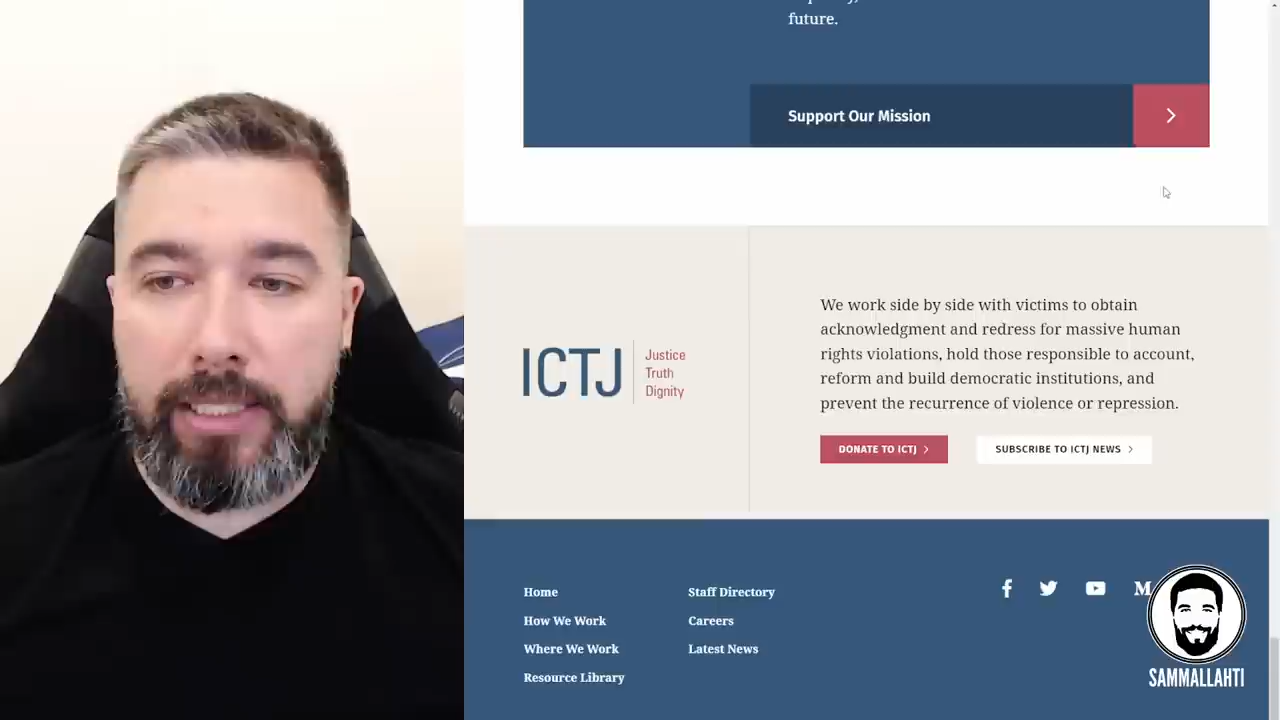 future.
Support Our Mission
ICTJ
Justice
Truth
Dignity
We work side by side with victims to obtain
acknowledgment and redress for massive human
rights violations, hold those responsible to account,
reform and build democratic institutions, and
prevent the recurrence of violence or repression.
DONATE TO ICTJ
SUBSCRIBE TO ICTJ NEWS
Home
How We Work
Where We Work
Resource Library
Staff Directory
Careers
Latest News
SAMMALLAHTI